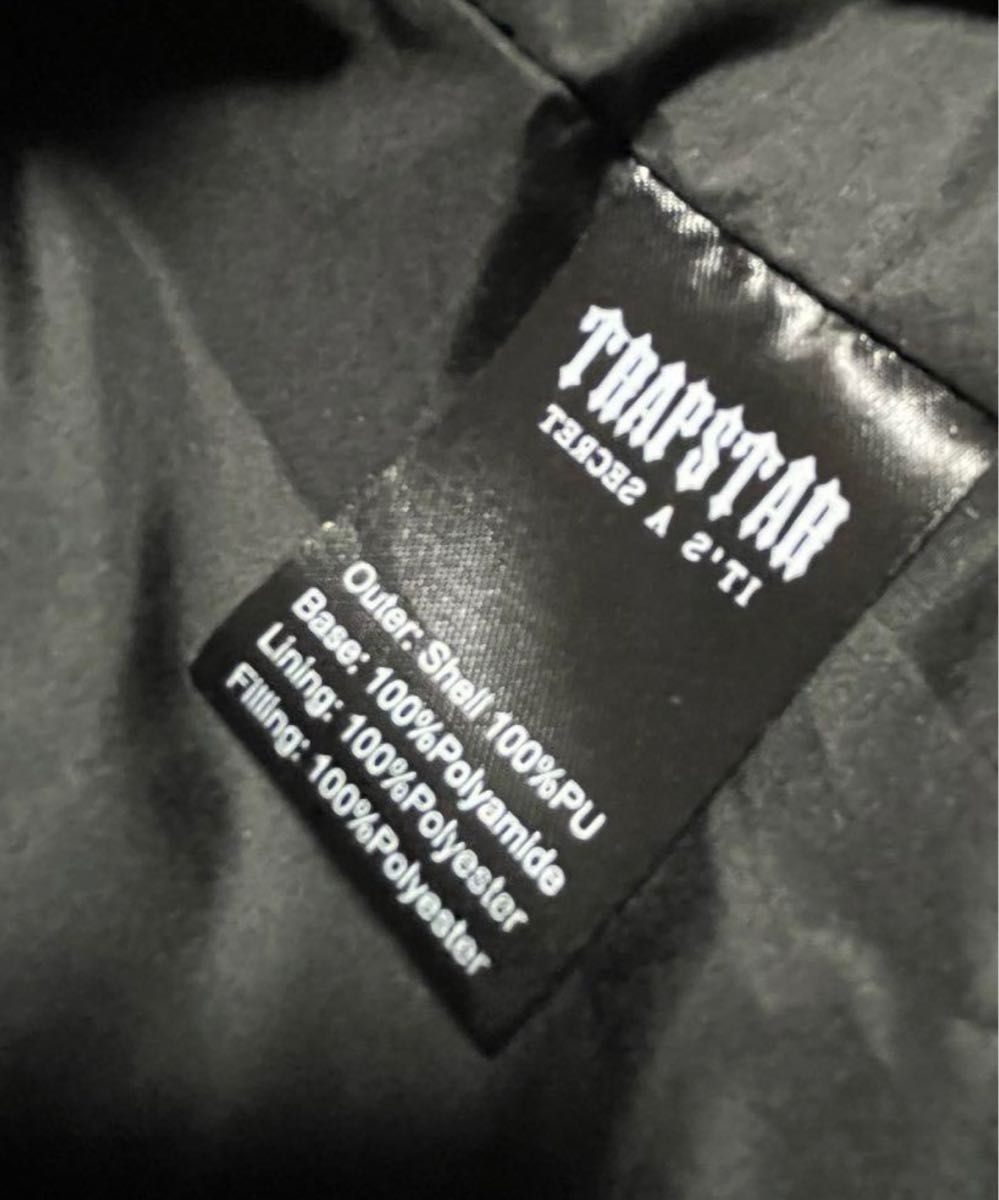 TRAPSTAR
IT'S A SECRET
Outer: Shell 100%PU
Base: 100%Polyamide
Lining: 100%Polyester
Filling: 100%Polyester